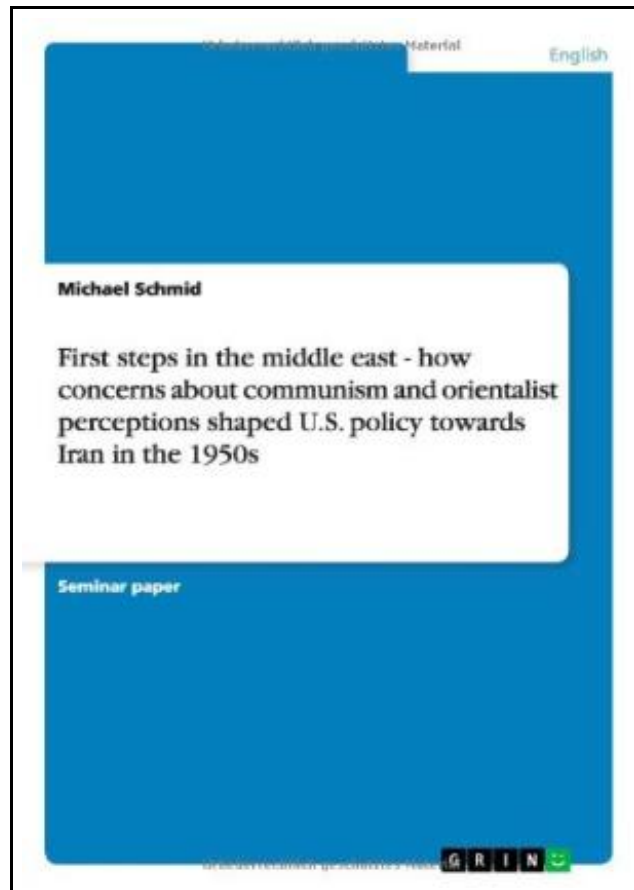 Material
English
Michael Schmid
First steps in the middle east - how
concerns about communism and orientalist
perceptions shaped U.S. policy towards
Iran in the 1950s
Seminar paper
GRIN